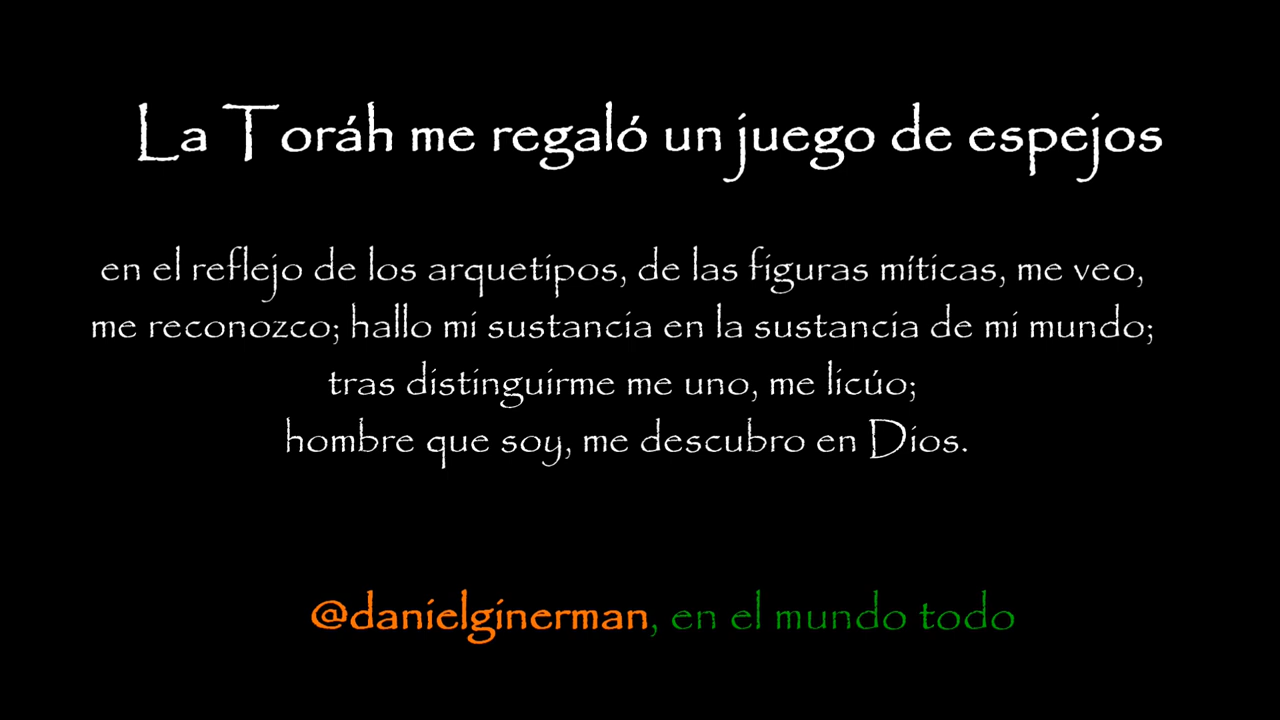 La Toráh me regaló un juego de espejos
en el reflejo de los arquetipos, de las figuras míticas, me veo,
me reconozco; hallo mi sustancia en la sustancia de mi mundo;
tras distinguirme me uno, me licúo;
hombre que soy, me descubro en Dios.
@danielginerman, en el mundo todo